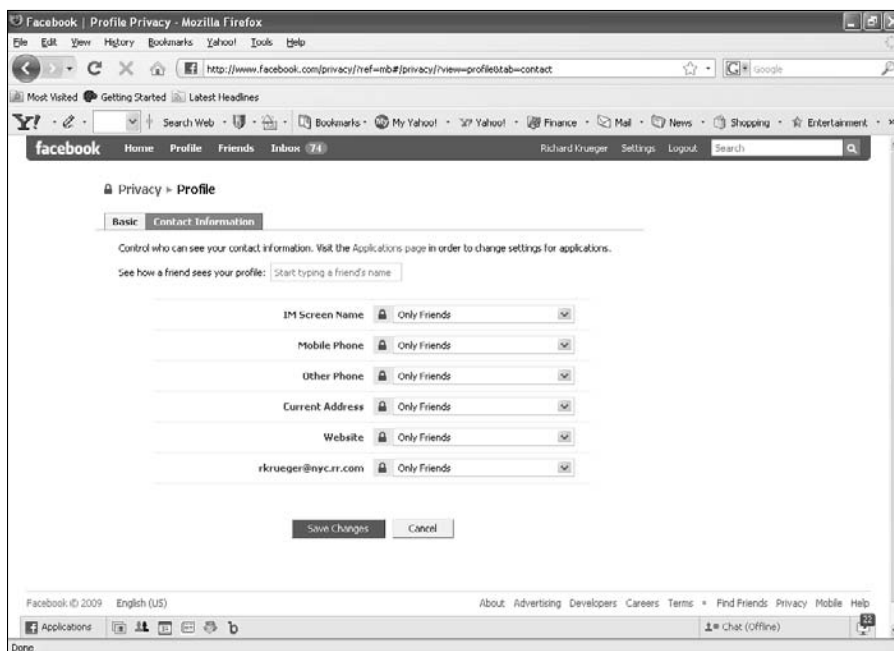 Facebook | Profile Privacy - Mozilla Firefox
File Edit View History Bookmarks Yahoo! Tools Help
http://www.facebook.com/privacy/?ref=mb#/privacy/?view=profile&tab=contact
Google
Most Visited Getting Started Latest Headlines
Y! Search Web Bookmarks My Yahoo! Yahoo! Finance Mail News Shopping Entertainment
facebook Home Profile Friends Inbox 74 Richard Krueger Settings Logout Search
Privacy ▸ Profile
Basic Contact Information
Control who can see your contact information. Visit the Applications page in order to change settings for applications.
See how a friend sees your profile: Start typing a friend's name
IM Screen Name Only Friends
Mobile Phone Only Friends
Other Phone Only Friends
Current Address Only Friends
Website Only Friends
rkrueger@nyc.rr.com Only Friends
Save Changes Cancel
Facebook © 2009 English (US) About Advertising Developers Careers Terms Find Friends Privacy Mobile Help
Applications Chat (Offline) 22
Done